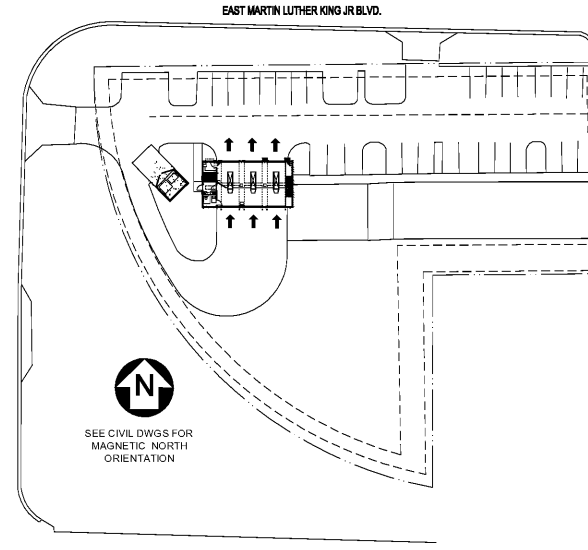 EAST MARTIN LUTHER KING JR BLVD.
N
SEE CIVIL DWGS FOR
MAGNETIC NORTH
ORIENTATION